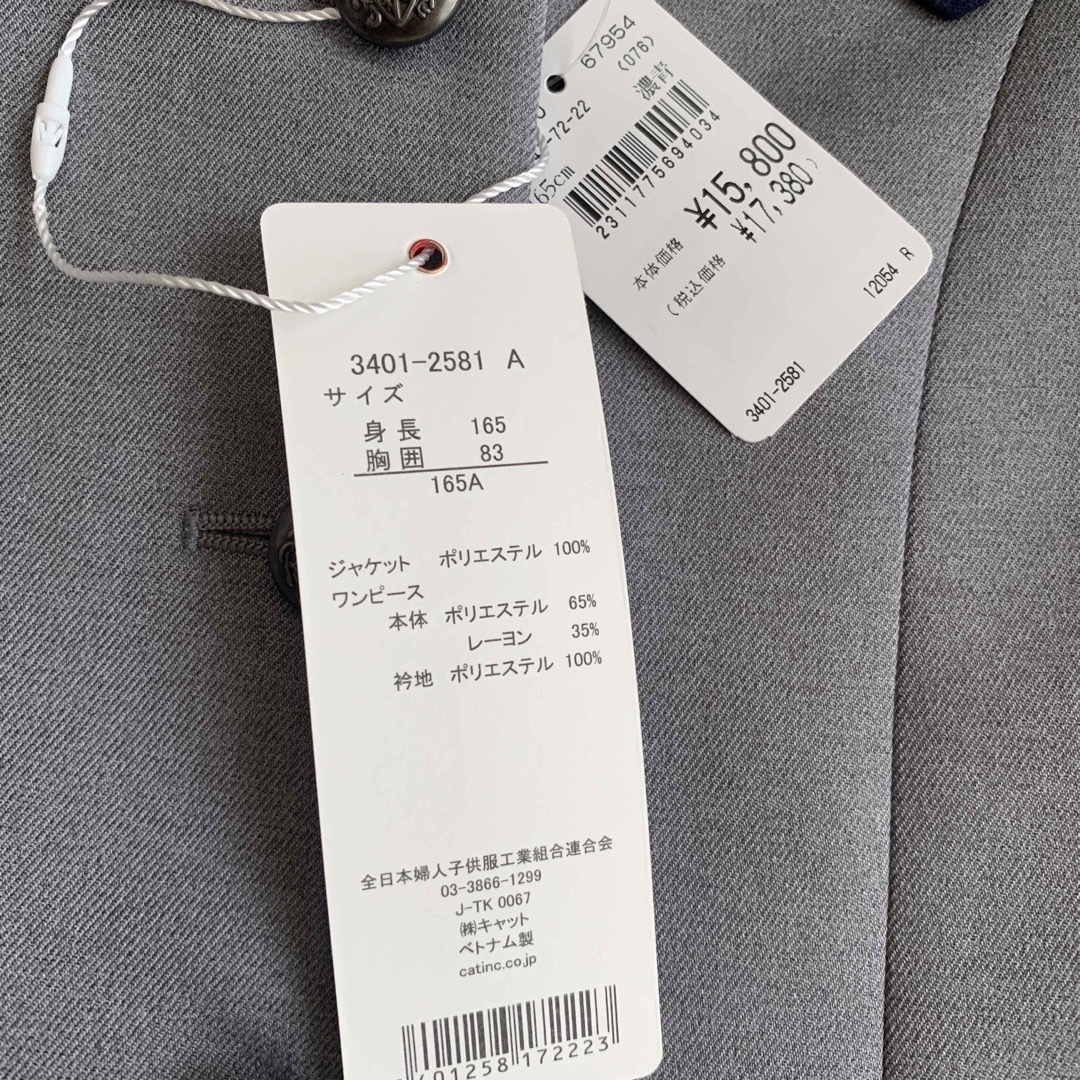 3401-2581 A
サイズ
身長 165
胸囲 83
165A
ジャケット ポリエステル 100%
ワンピース
本体 ポリエステル 65%
レーヨン 35%
衿地 ポリエステル 100%
全日本婦人子供服工業組合連合会
03-3866-1299
J-TK 0067
㈱キャット
ベトナム製
catinc.co.jp
401258 172223
67954
(076)
濃青
-72-22
65cm
2311775694034
本体価格 ¥15,800
(税込価格 ¥17,380)
12054 R
3401-2581